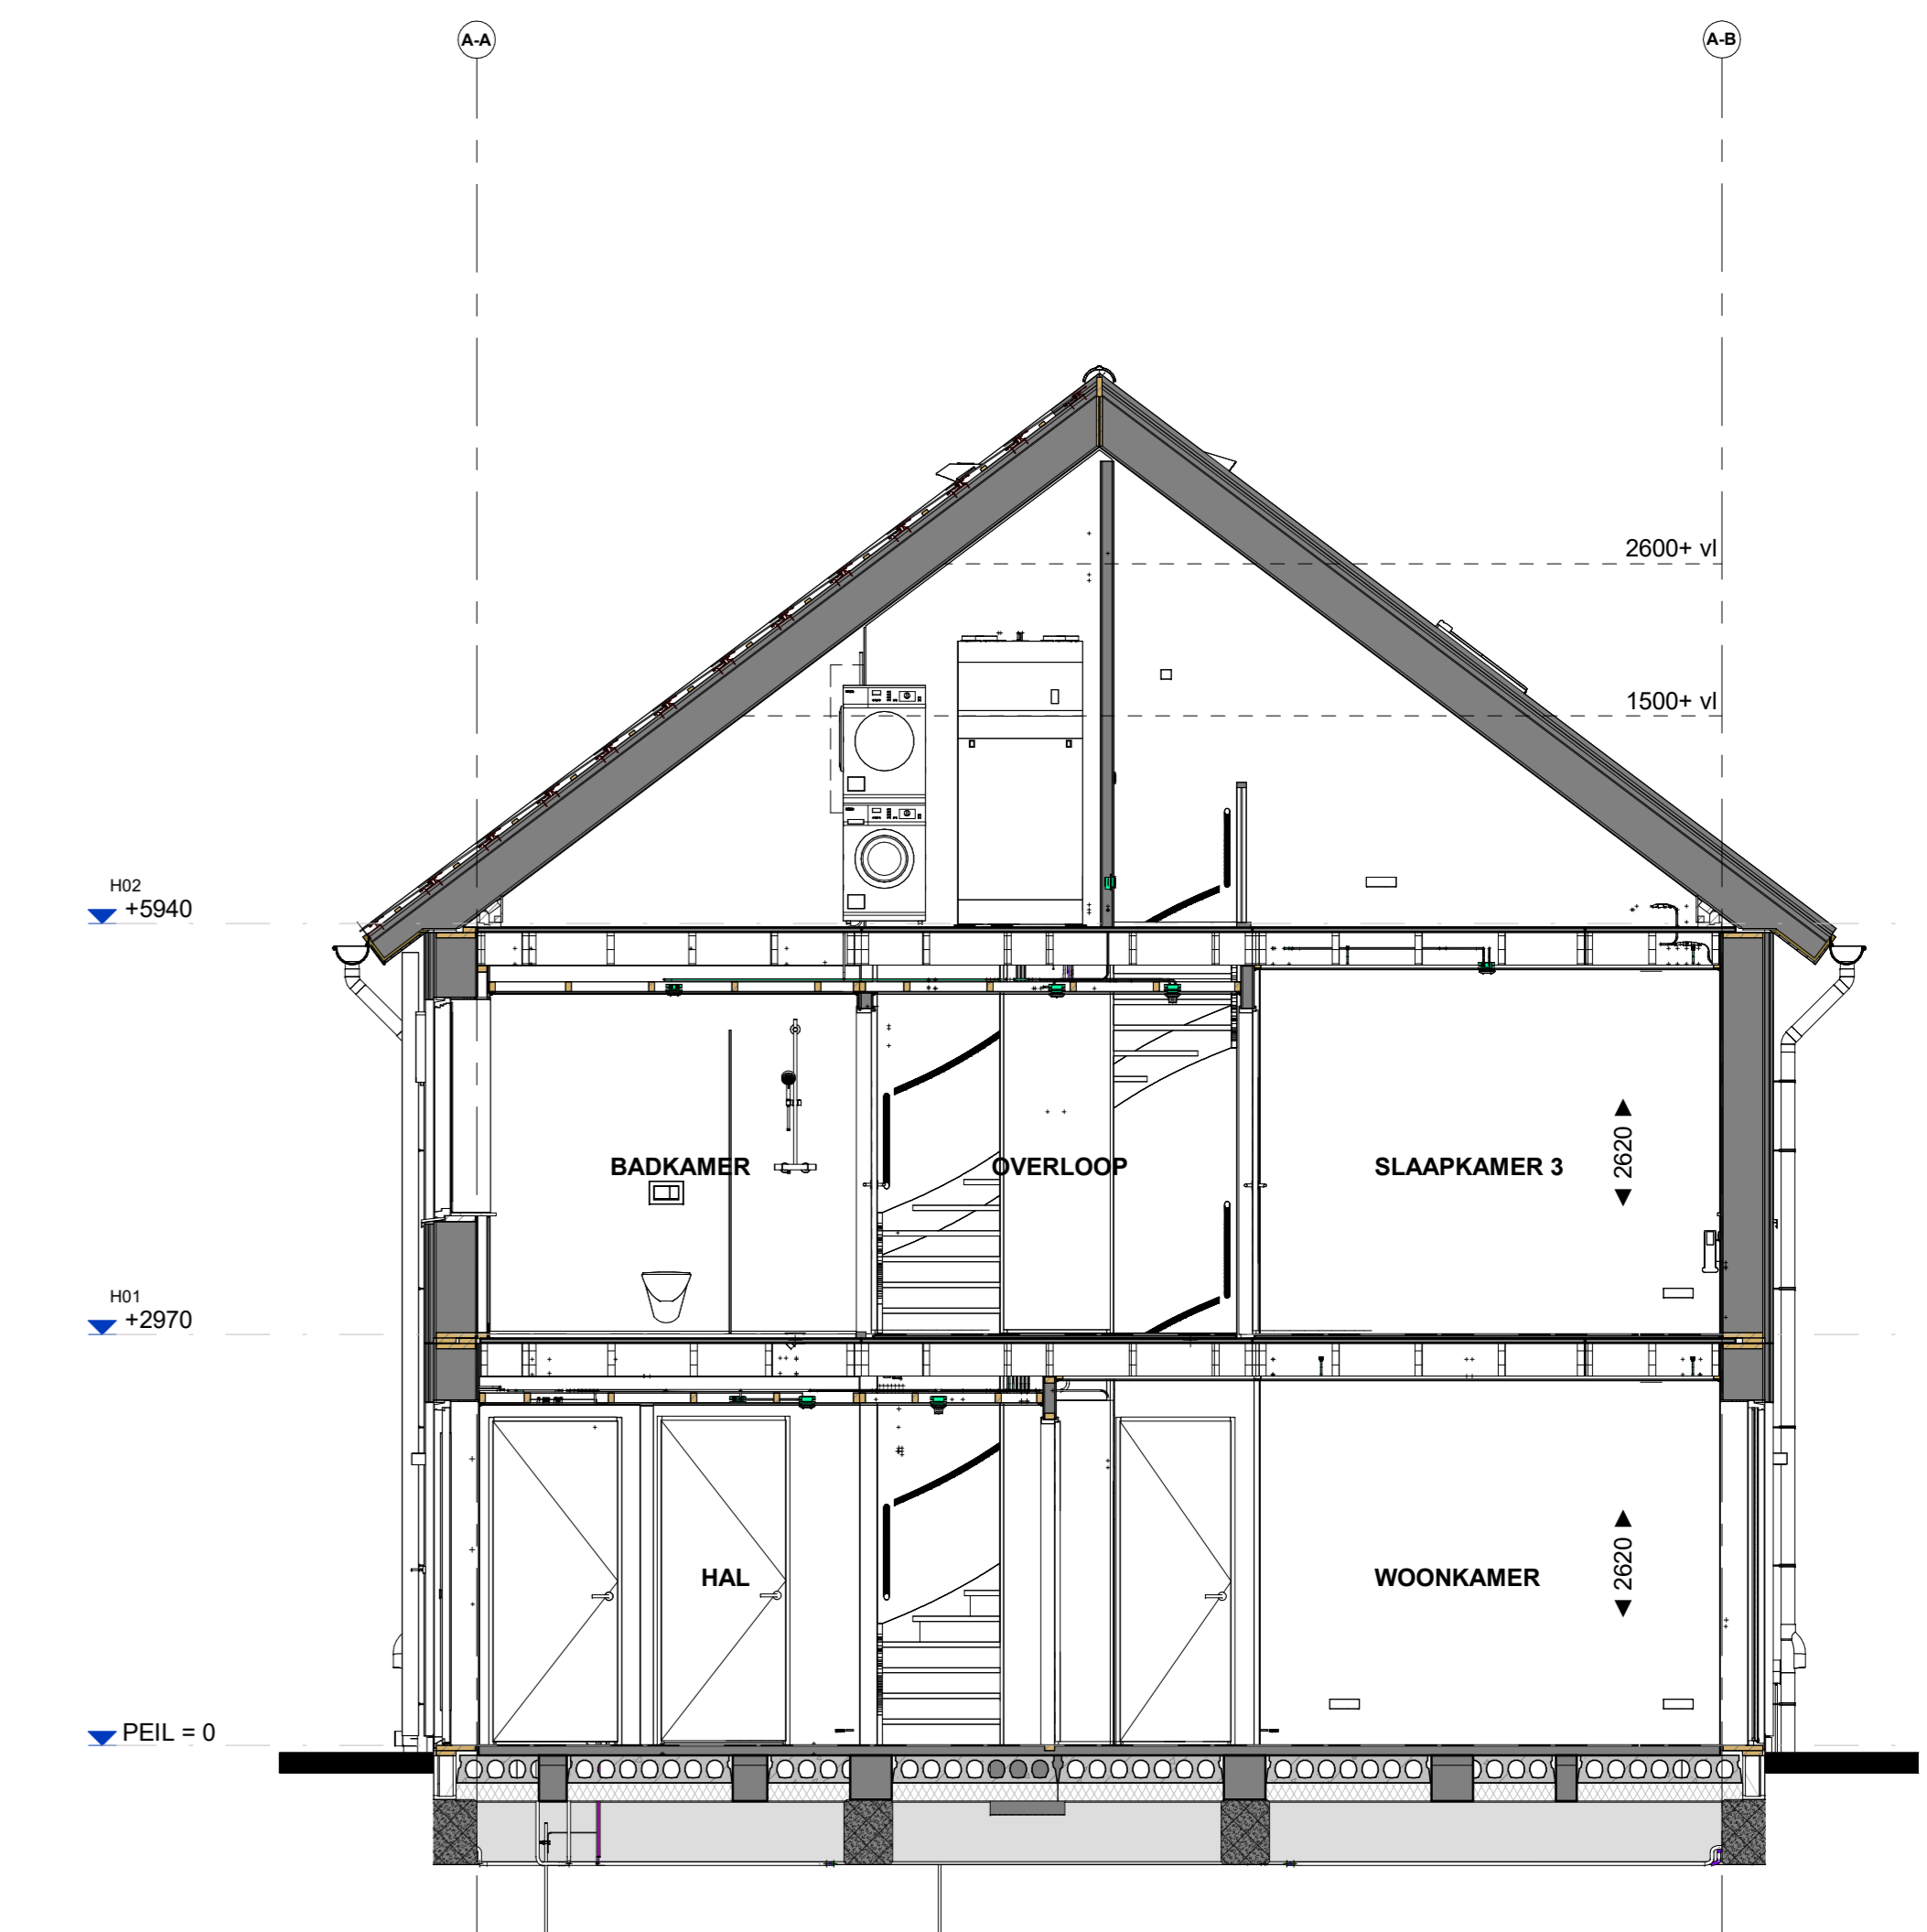 A-A
A-B
2600+ vl
1500+ vl
H02
+5940
BADKAMER
OVERLOOP
SLAAPKAMER 3
◄ 2620 ►
H01
+2970
HAL
WOONKAMER
◄ 2620 ►
PEIL = 0